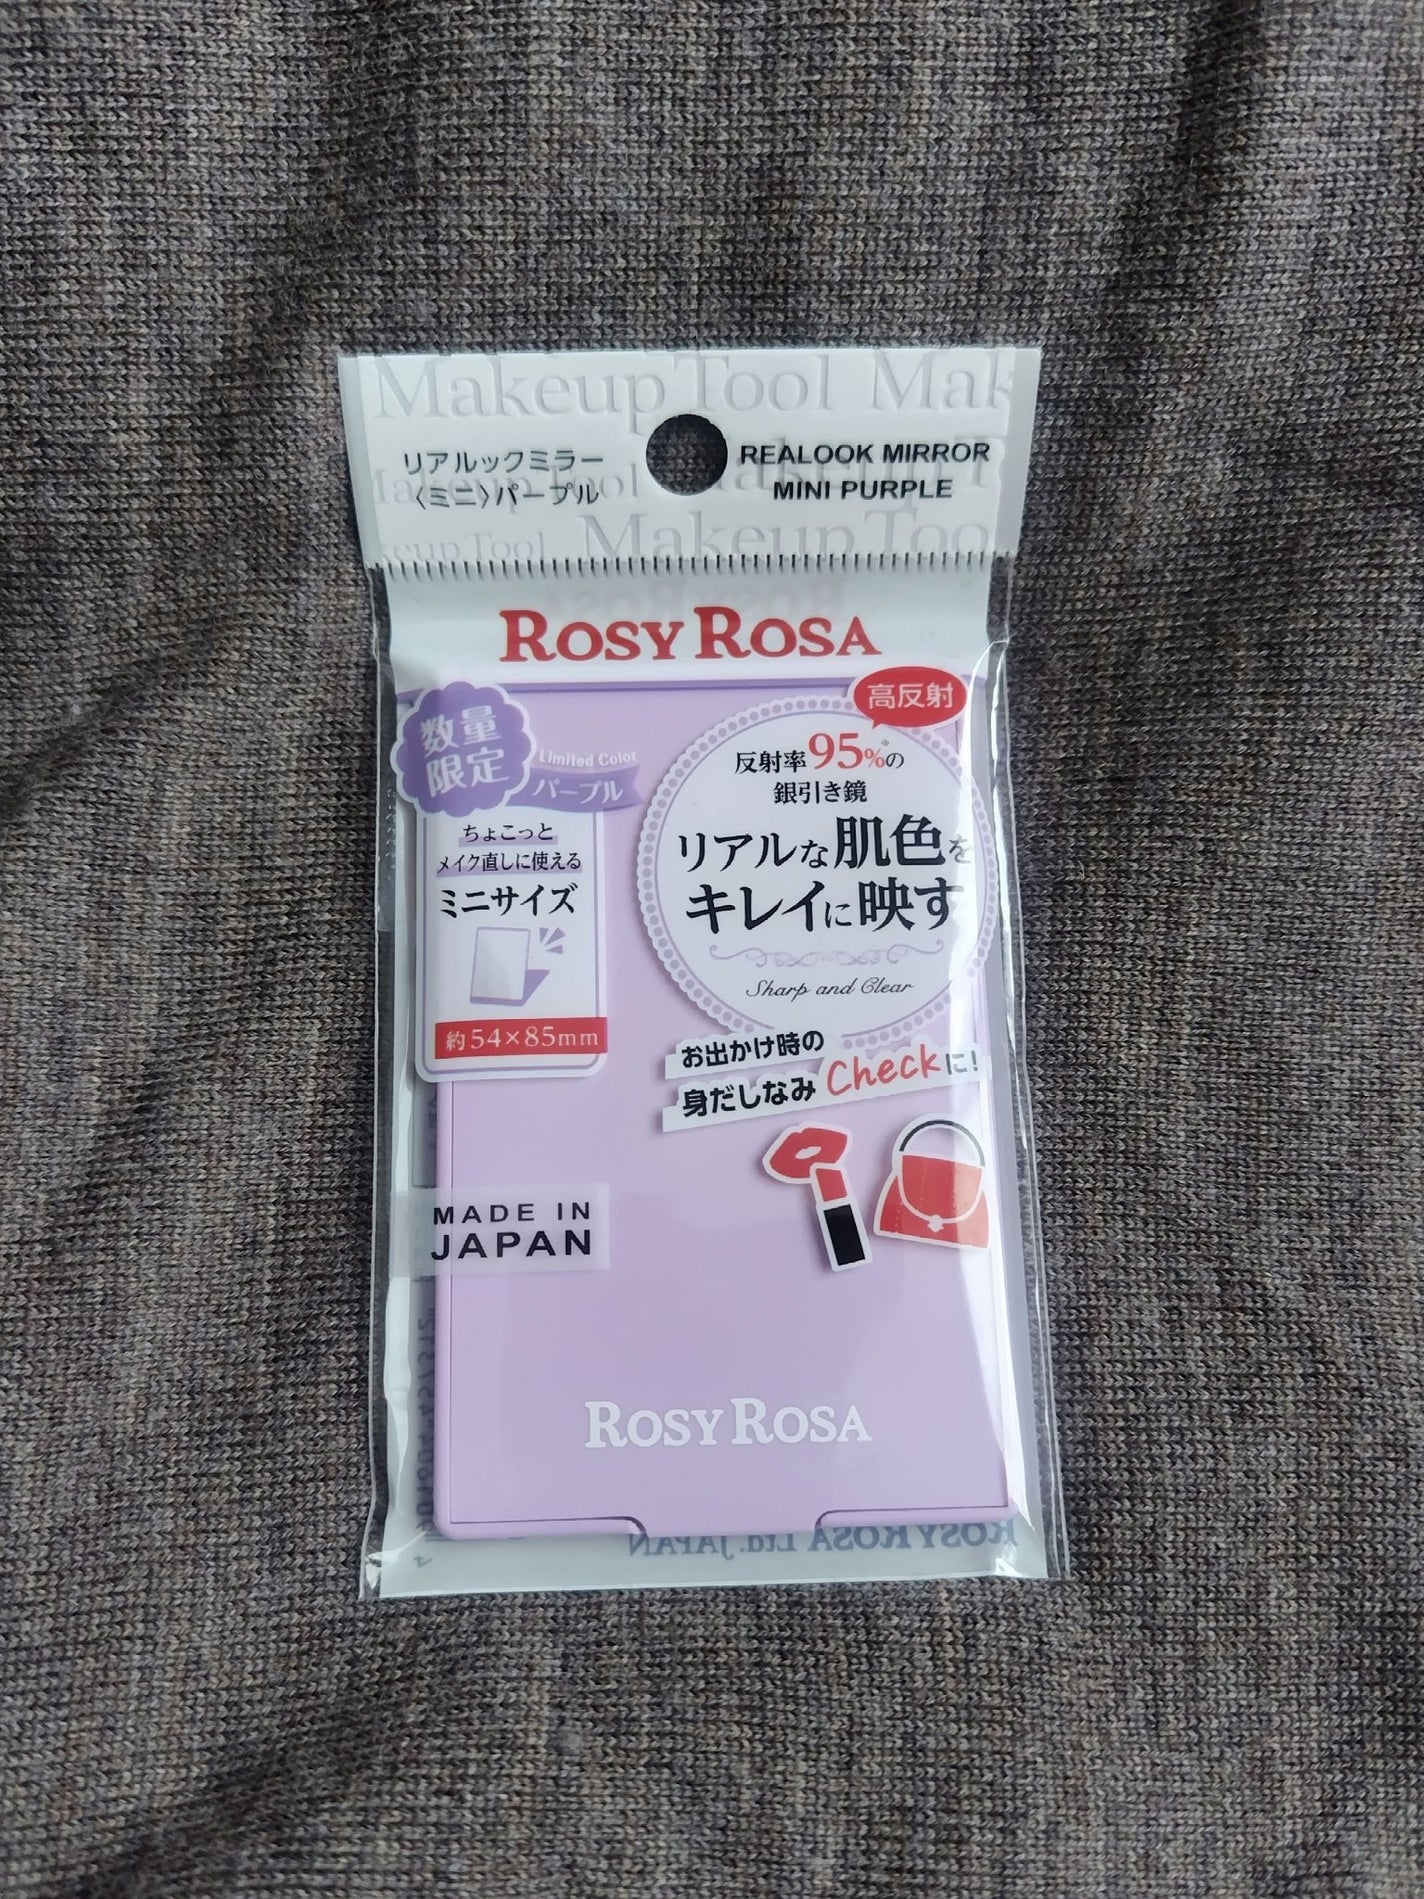 Makeup Tool Mak
リアルックミラー
〈ミニ〉パープル
REALOOK MIRROR
MINI PURPLE
Makeup Tool
ROSY ROSA
数量
限定
Limited Color
パープル
ちょこっと
メイク直しに使える
ミニサイズ
約54×85mm
高反射
反射率95%※の
銀引き鏡
リアルな肌色を
キレイに映す
Sharp and Clear
お出かけ時の
身だしなみCheckに!
MADE IN
JAPAN
ROSY ROSA
ROSY ROSA Ltd. JAPAN